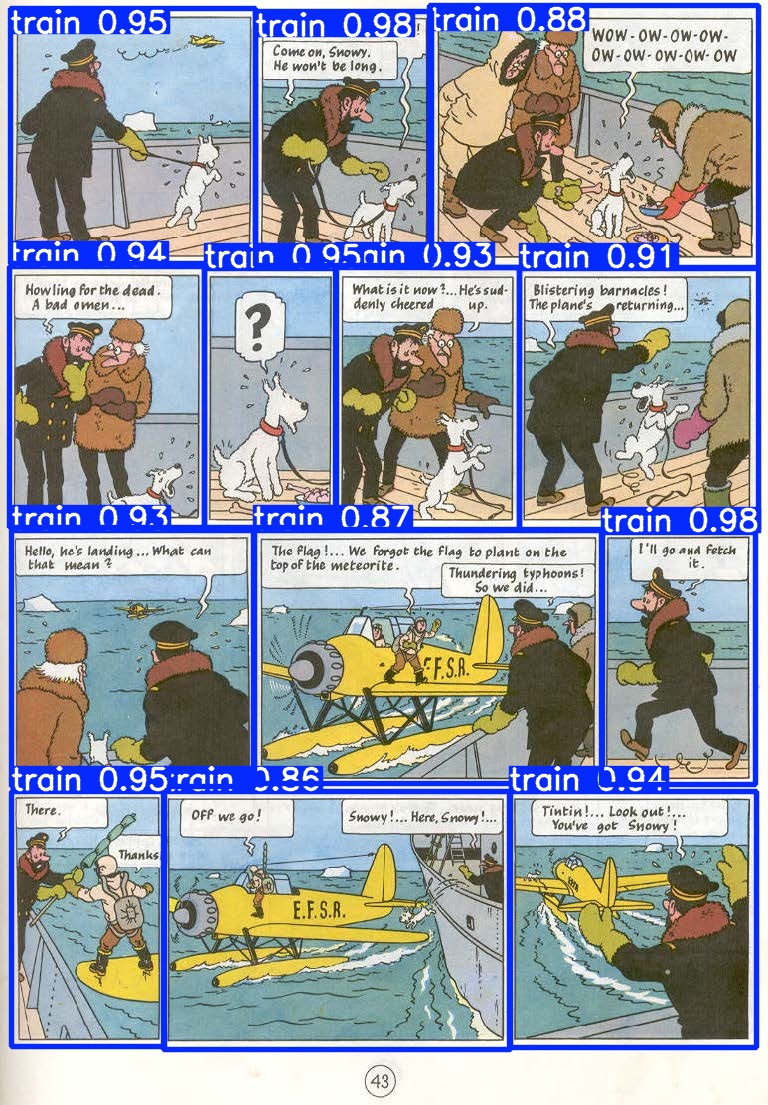 train 0.95
train 0.98
train 0.88
Come on, Snowy.
He won't be long.
WOW-OW-OW-OW-
OW-OW-OW-OW-OW
train 0.94
train 0.95
ain 0.93
train 0.91
Howling for the dead.
A bad omen...
?
What is it now?... He's sud-
denly cheered up.
Blistering barnacles!
The plane's returning...
train 0.93
train 0.87
train 0.98
Hello, he's landing... What can
that mean?
The flag!... We forgot the flag to plant on the
top of the meteorite.
Thundering typhoons!
So we did...
E.F.S.R.
I'll go and fetch
it.
train 0.95
train 0.86
train 0.94
There.
Thanks.
Off we go!
Snowy!... Here, Snowy!...
E.F.S.R.
Tintin!... Look out!...
You've got Snowy!
43